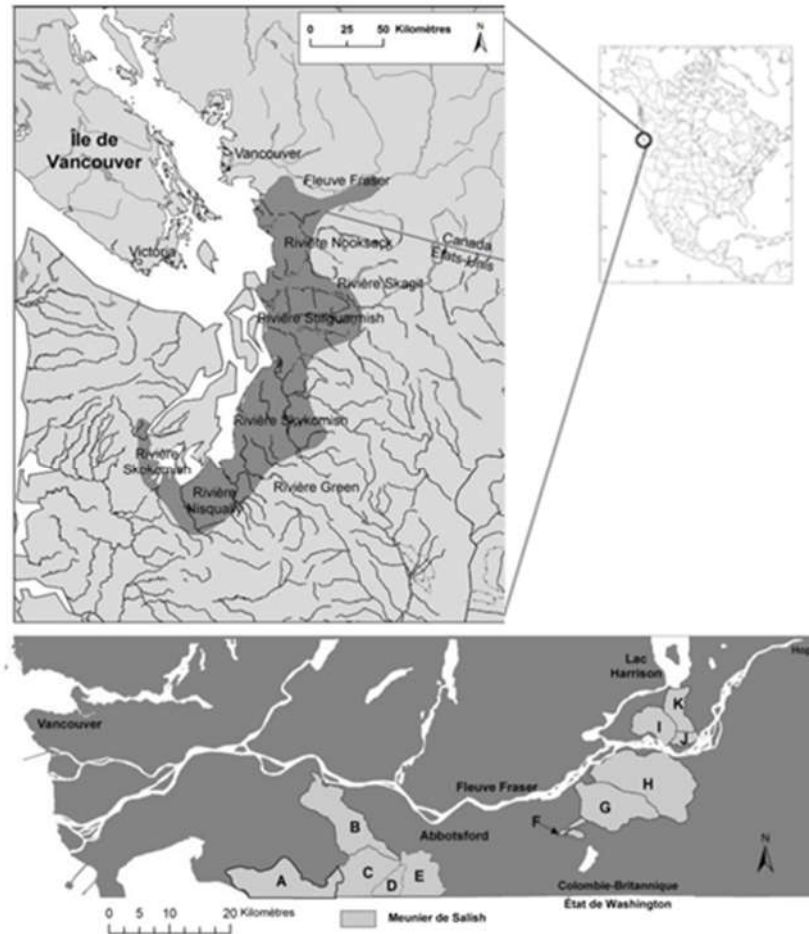 0 25 50 Kilomètres
N
Île de
Vancouver
Vancouver
Fleuve Fraser
Victoria
Rivière Nooksack
Canada
États-Unis
Rivière Skagit
Rivière Stillguamish
Rivière Skykomish
Rivière
Skokomish
Rivière Green
Rivière
Nisqually
Lac
Harrison
Vancouver
K
I
J
Fleuve Fraser
H
G
F
B
Abbotsford
N
C
E
A
D
Colombie-Britannique
État de Washington
0 10 20 Kilomètres
Meunier de Salish